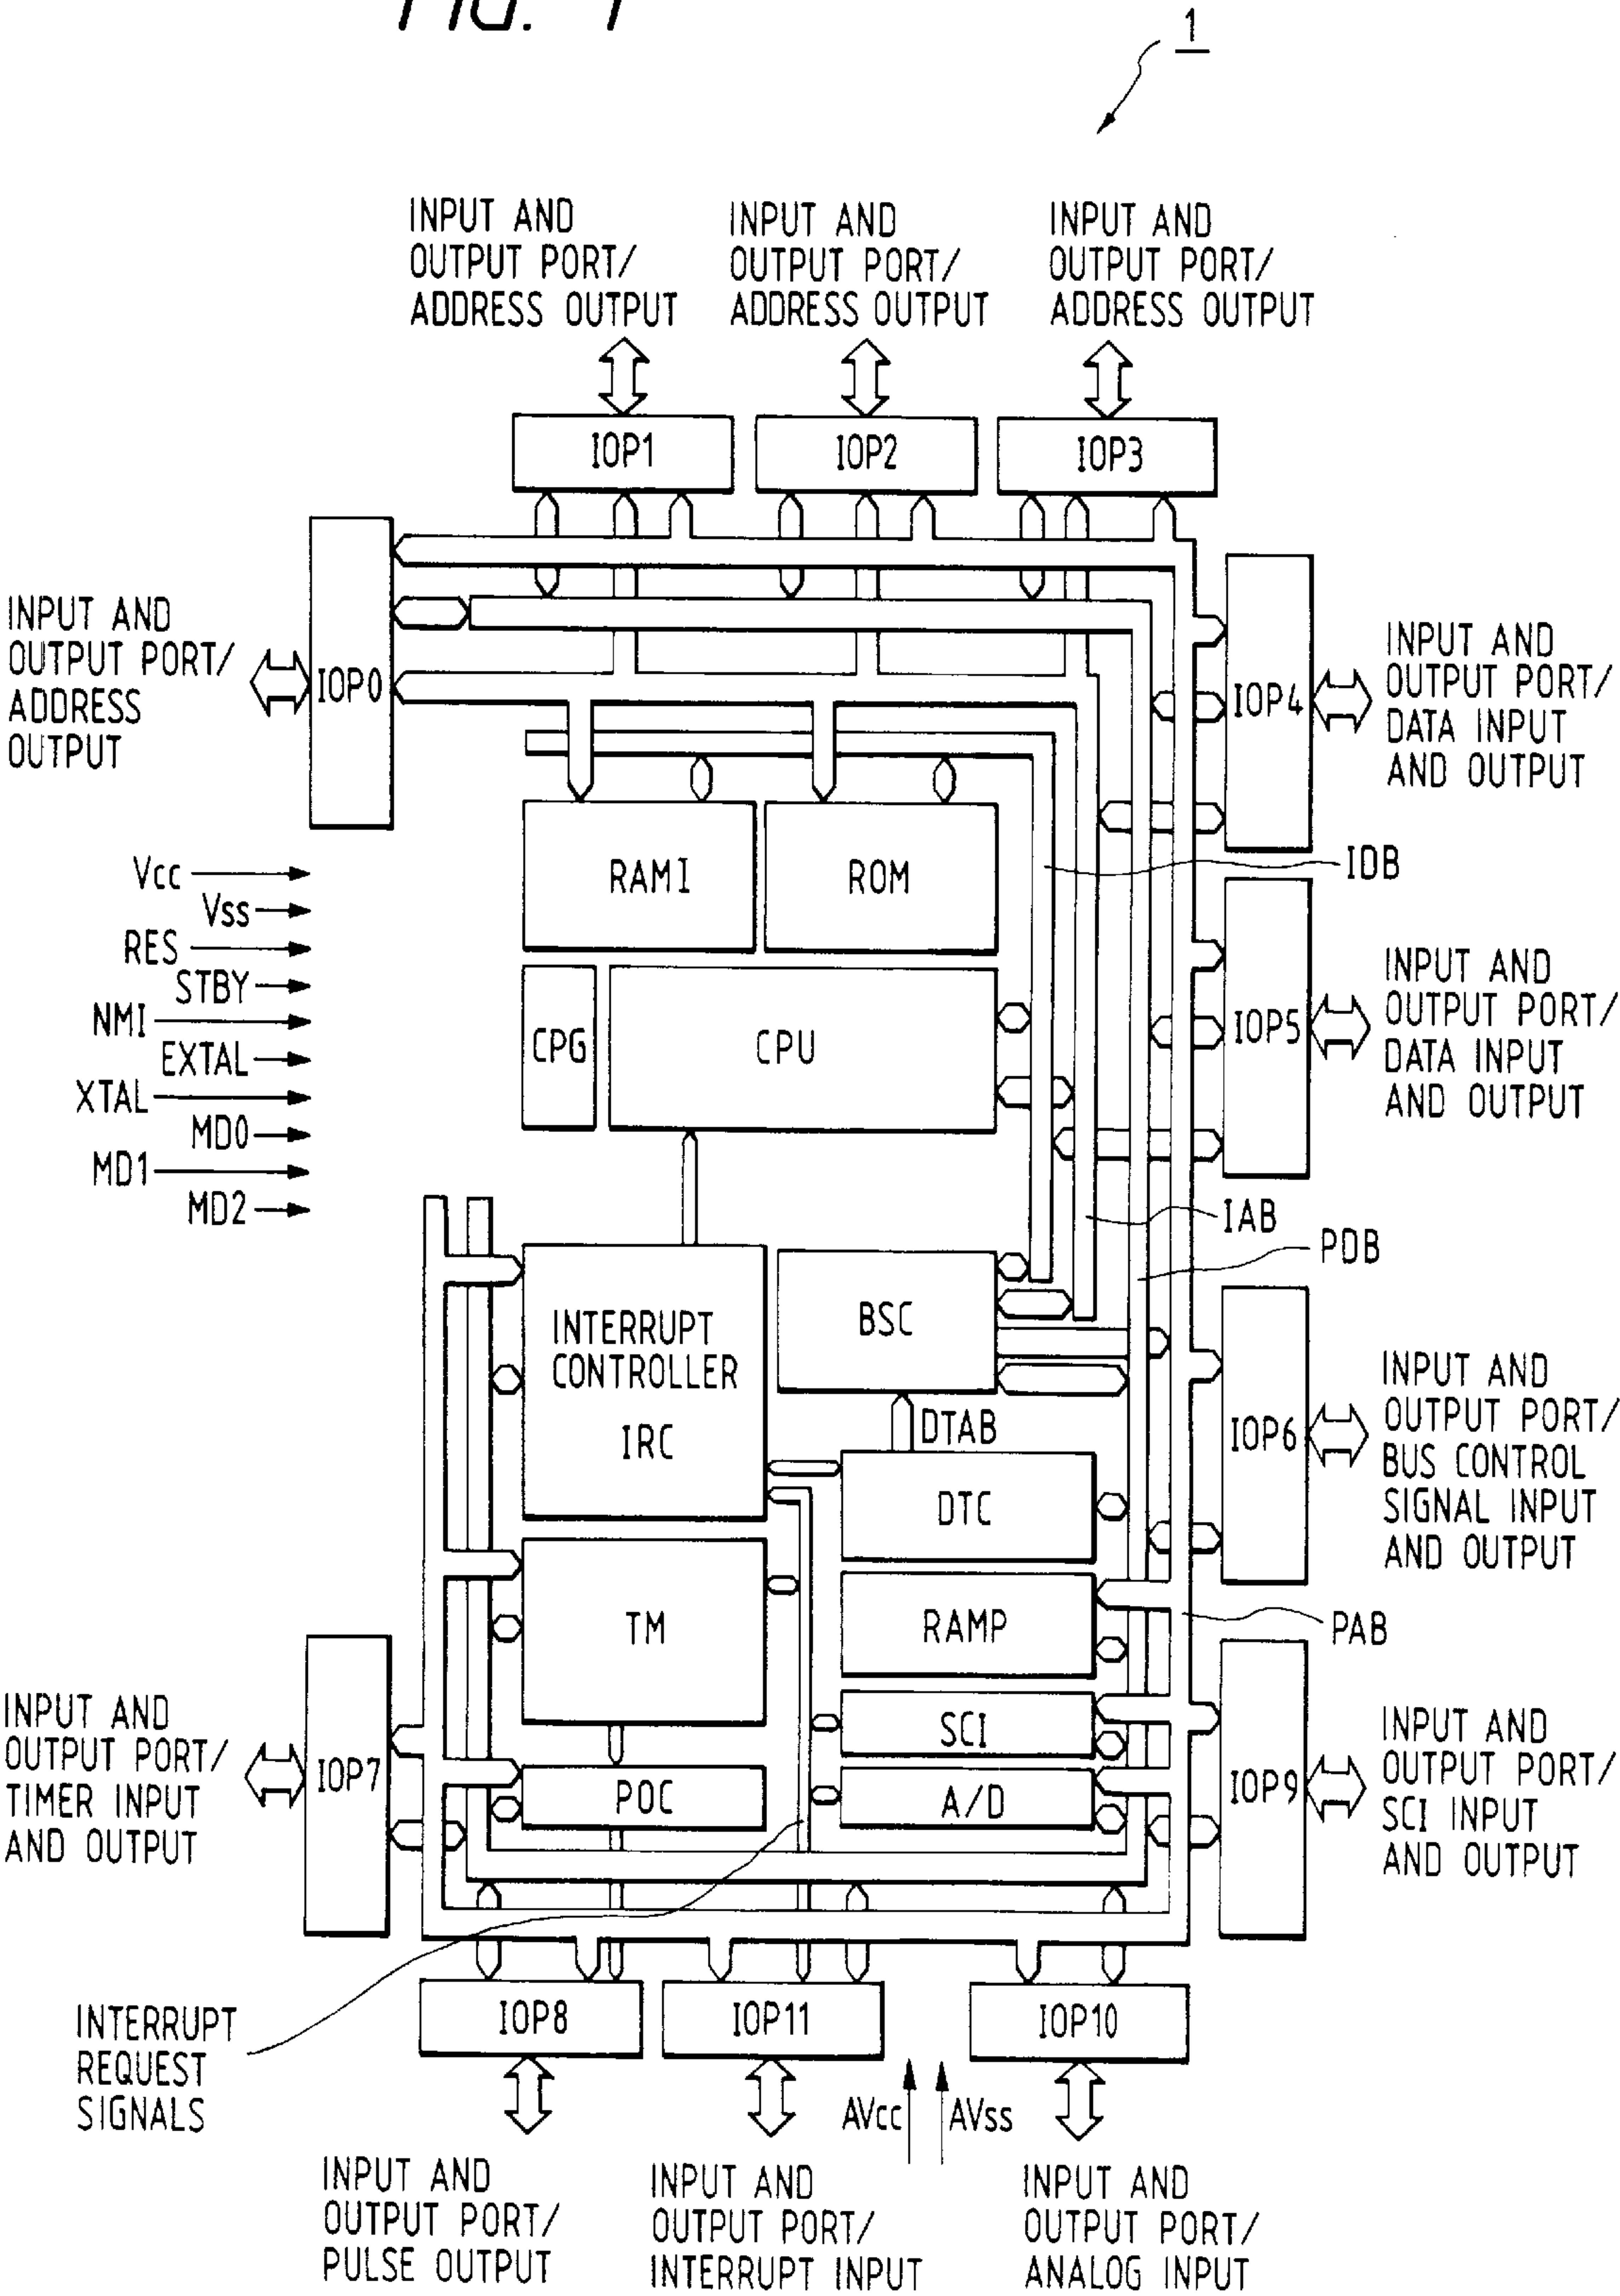 FIG. 1
1
INPUT AND
OUTPUT PORT/
ADDRESS OUTPUT
INPUT AND
OUTPUT PORT/
ADDRESS OUTPUT
INPUT AND
OUTPUT PORT/
ADDRESS OUTPUT
IOP1
IOP2
IOP3
INPUT AND
OUTPUT PORT/
ADDRESS
OUTPUT
IOP0
IOP4
INPUT AND
OUTPUT PORT/
DATA INPUT
AND OUTPUT
RAMI
ROM
IDB
Vcc
Vss
RES
STBY
NMI
EXTAL
XTAL
MD0
MD1
MD2
CPG
CPU
IOP5
INPUT AND
OUTPUT PORT/
DATA INPUT
AND OUTPUT
IAB
PDB
INTERRUPT
CONTROLLER
IRC
BSC
DTAB
DTC
IOP6
INPUT AND
OUTPUT PORT/
BUS CONTROL
SIGNAL INPUT
AND OUTPUT
TM
RAMP
PAB
INPUT AND
OUTPUT PORT/
TIMER INPUT
AND OUTPUT
IOP7
POC
SCI
A/D
IOP9
INPUT AND
OUTPUT PORT/
SCI INPUT
AND OUTPUT
INTERRUPT
REQUEST
SIGNALS
IOP8
IOP11
IOP10
AVcc
AVss
INPUT AND
OUTPUT PORT/
PULSE OUTPUT
INPUT AND
OUTPUT PORT/
INTERRUPT INPUT
INPUT AND
OUTPUT PORT/
ANALOG INPUT